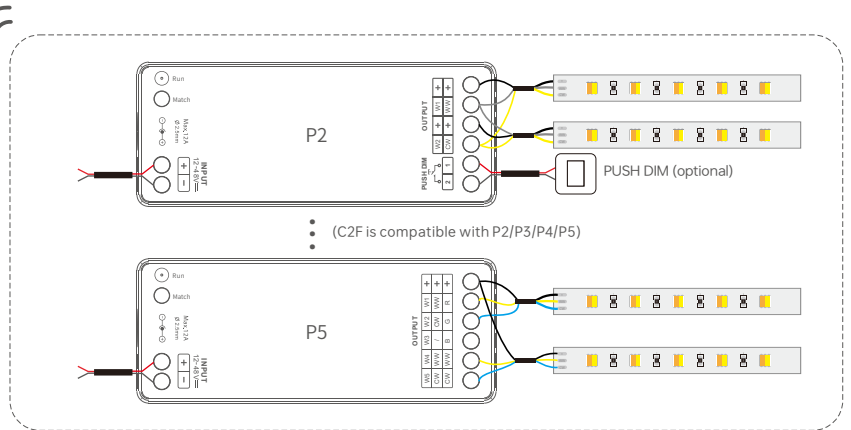 Run
Match
Max,12A
Ø 2.5mm
INPUT
12-48V⎓
+
−
P2
OUTPUT
+ +
W1 WW
+ +
W2 CW
PUSH DIM
1
2
PUSH DIM (optional)
(C2F is compatible with P2/P3/P4/P5)
Run
Match
Max,12A
Ø 2.5mm
INPUT
12-48V⎓
+
−
P5
OUTPUT
+ + +
W1 WW R
W2 CW G
W3 / B
W4 WW WW
W5 CW CW